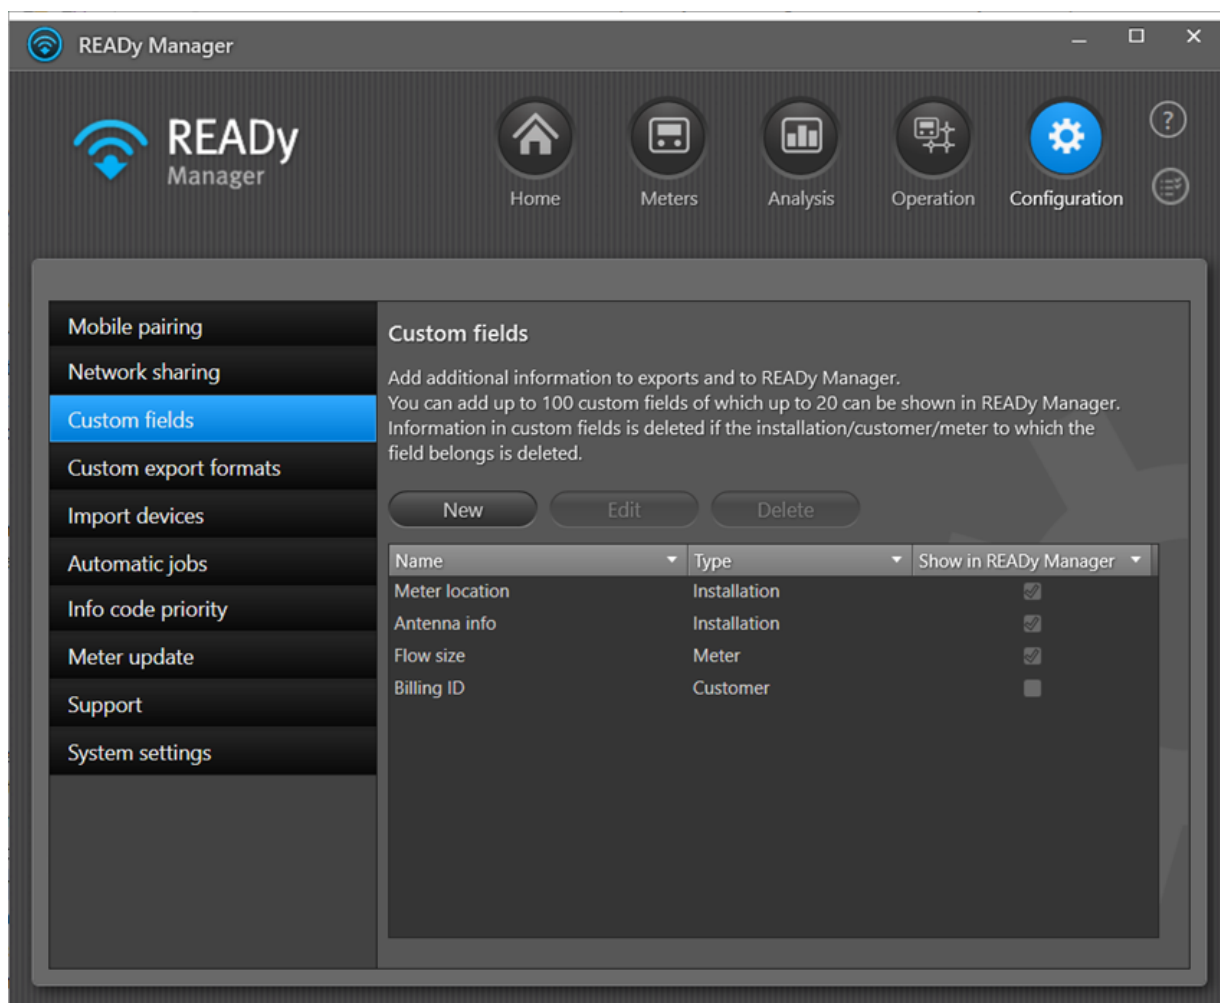 READy Manager
READy
Manager
Home
Meters
Analysis
Operation
Configuration
?
Mobile pairing
Network sharing
Custom fields
Custom export formats
Import devices
Automatic jobs
Info code priority
Meter update
Support
System settings
Custom fields
Add additional information to exports and to READy Manager.
You can add up to 100 custom fields of which up to 20 can be shown in READy Manager.
Information in custom fields is deleted if the installation/customer/meter to which the
field belongs is deleted.
New Edit Delete
Name Type Show in READy Manager
Meter location Installation
Antenna info Installation
Flow size Meter
Billing ID Customer